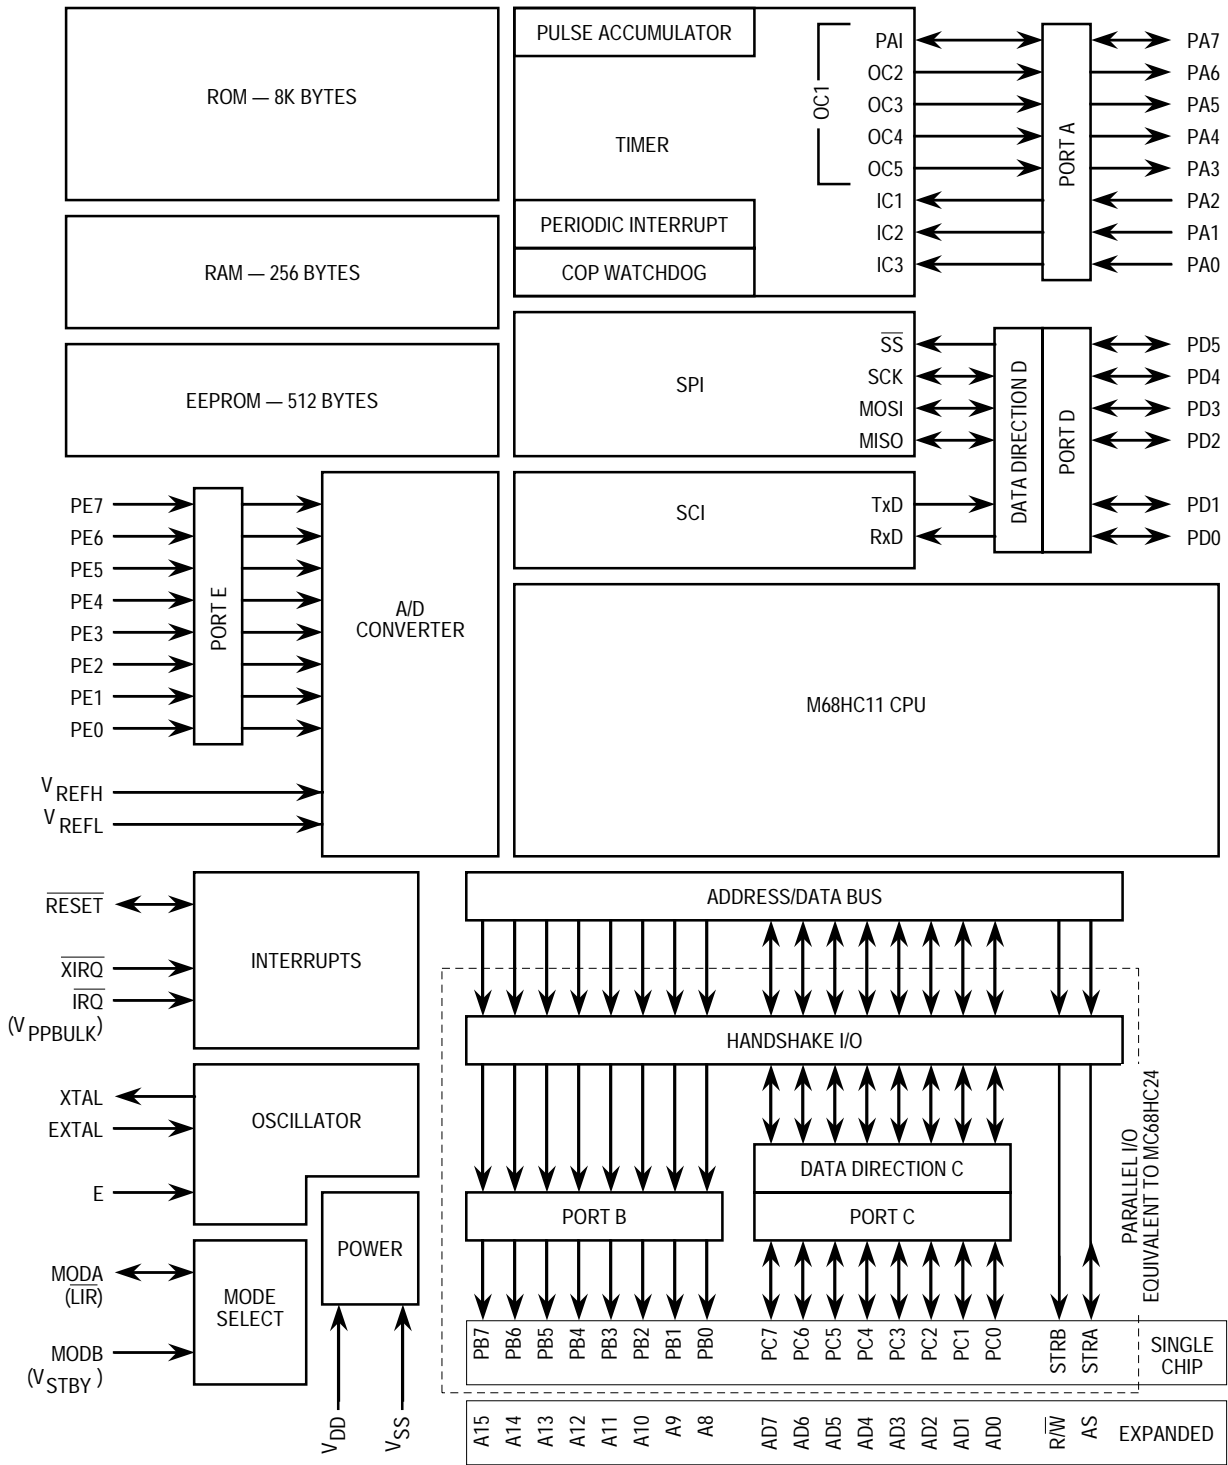 ROM — 8K BYTES
RAM — 256 BYTES
EEPROM — 512 BYTES
PULSE ACCUMULATOR
TIMER
PERIODIC INTERRUPT
COP WATCHDOG
OC1
PAI
OC2
OC3
OC4
OC5
IC1
IC2
IC3
PORT A
PA7
PA6
PA5
PA4
PA3
PA2
PA1
PA0
SPI
SS
SCK
MOSI
MISO
SCI
TxD
RxD
DATA DIRECTION D
PORT D
PD5
PD4
PD3
PD2
PD1
PD0
PE7
PE6
PE5
PE4
PE3
PE2
PE1
PE0
PORT E
A/D
CONVERTER
VREFH
VREFL
M68HC11 CPU
RESET
XIRQ
IRQ
(VPPBULK)
INTERRUPTS
XTAL
EXTAL
E
OSCILLATOR
MODA
(LIR)
MODB
(VSTBY)
MODE
SELECT
POWER
VDD
VSS
ADDRESS/DATA BUS
HANDSHAKE I/O
DATA DIRECTION C
PORT B
PORT C
PARALLEL I/O
EQUIVALENT TO MC68HC24
PB7
PB6
PB5
PB4
PB3
PB2
PB1
PB0
PC7
PC6
PC5
PC4
PC3
PC2
PC1
PC0
STRB
STRA
SINGLE
CHIP
A15
A14
A13
A12
A11
A10
A9
A8
AD7
AD6
AD5
AD4
AD3
AD2
AD1
AD0
R/W
AS
EXPANDED